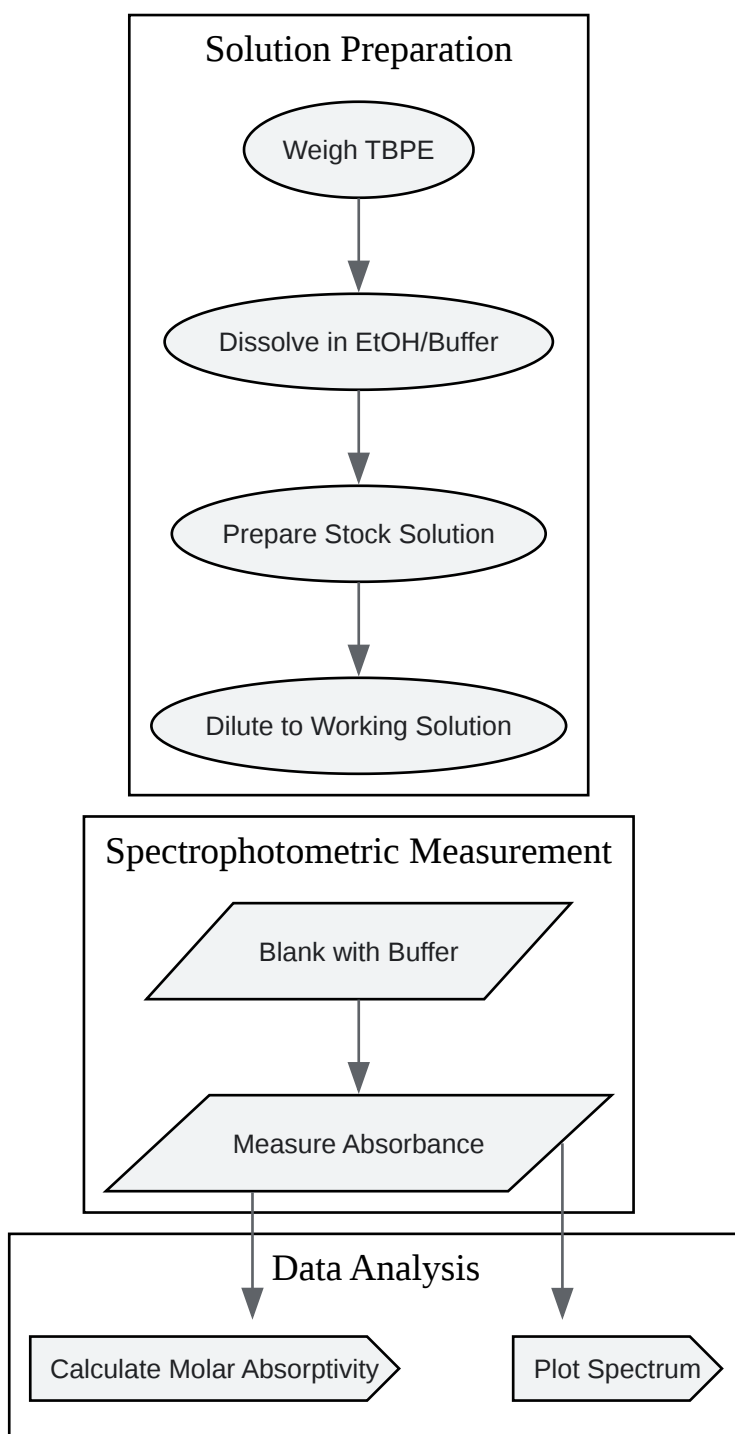 Solution Preparation
Weigh TBPE
Dissolve in EtOH/Buffer
Prepare Stock Solution
Dilute to Working Solution
Spectrophotometric Measurement
Blank with Buffer
Measure Absorbance
Data Analysis
Calculate Molar Absorptivity
Plot Spectrum